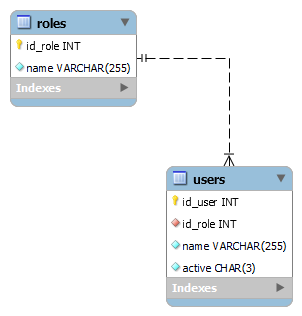 roles
id_role INT
name VARCHAR(255)
Indexes
users
id_user INT
id_role INT
name VARCHAR(255)
active CHAR(3)
Indexes